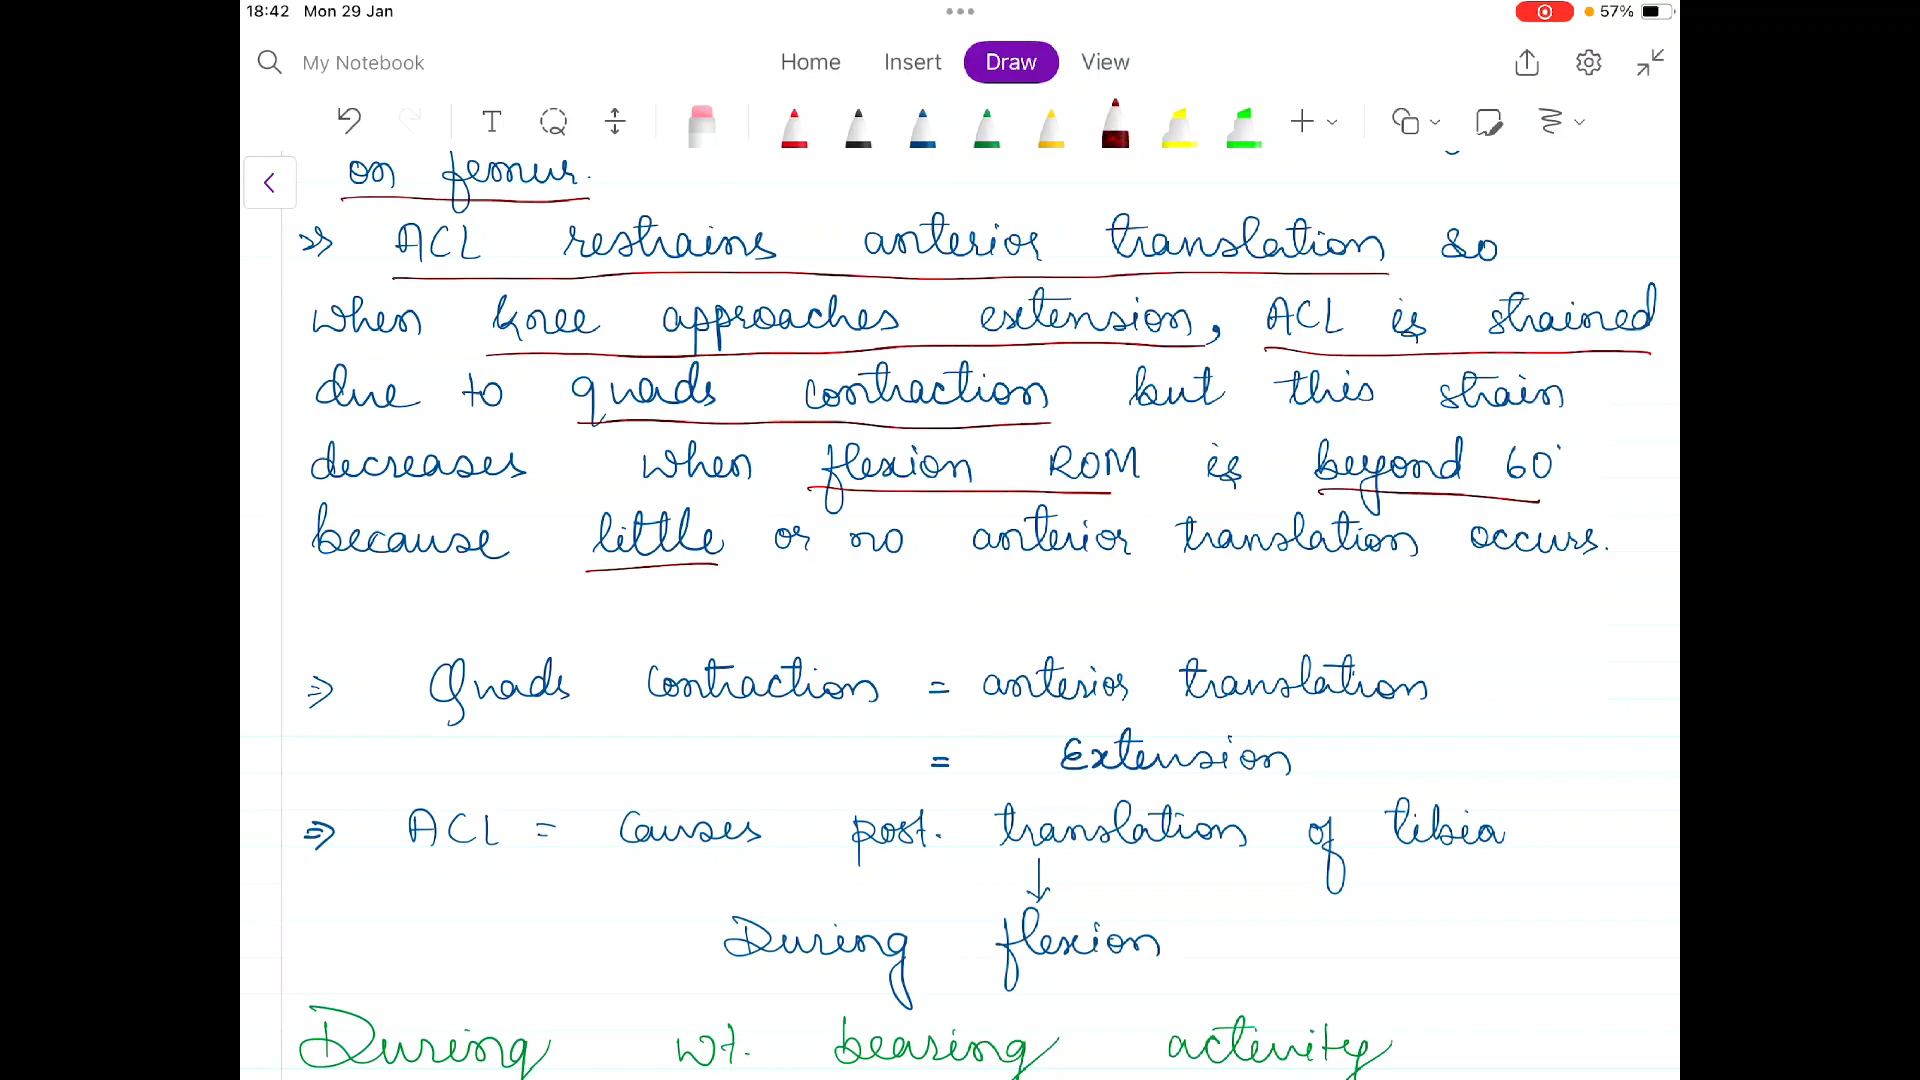 18:42 Mon 29 Jan
57%
My Notebook
Home Insert Draw View
T
on femur.
ACL restrains anterior translation so
when knee approaches extension, ACL is strained
due to quads contraction but this strain
decreases when flexion ROM is beyond 60°
because little or no anterior translation occurs.
⇒ Quads contraction = anterior translation
= Extension
⇒ ACL = causes post. translation of tibia
↓
During flexion
During wt. bearing activity